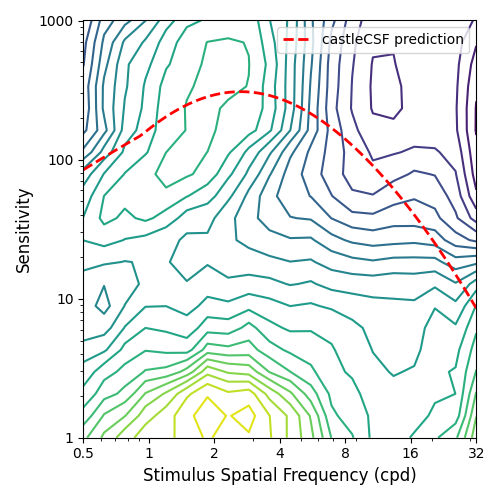 castleCSF prediction
Sensitivity
1000
100
10
1
0.5 1 2 4 8 16 32
Stimulus Spatial Frequency (cpd)